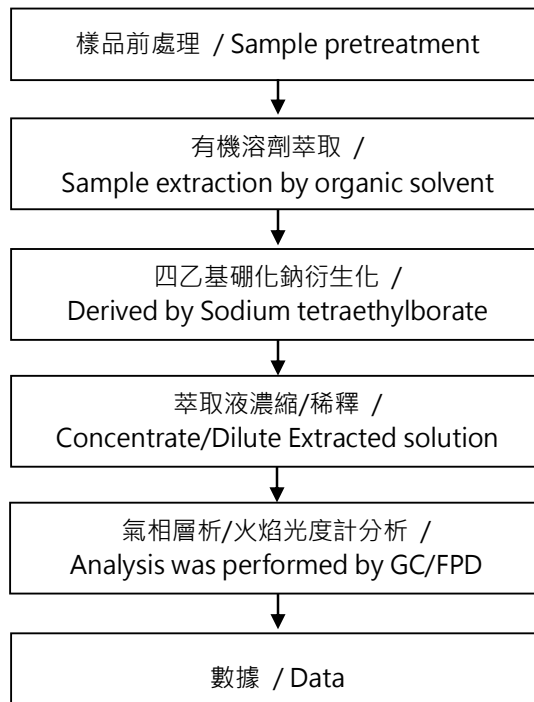 樣品前處理 / Sample pretreatment
有機溶劑萃取 /
Sample extraction by organic solvent
四乙基硼化鈉衍生化 /
Derived by Sodium tetraethylborate
萃取液濃縮/稀釋 /
Concentrate/Dilute Extracted solution
氣相層析/火焰光度計分析 /
Analysis was performed by GC/FPD
數據 / Data